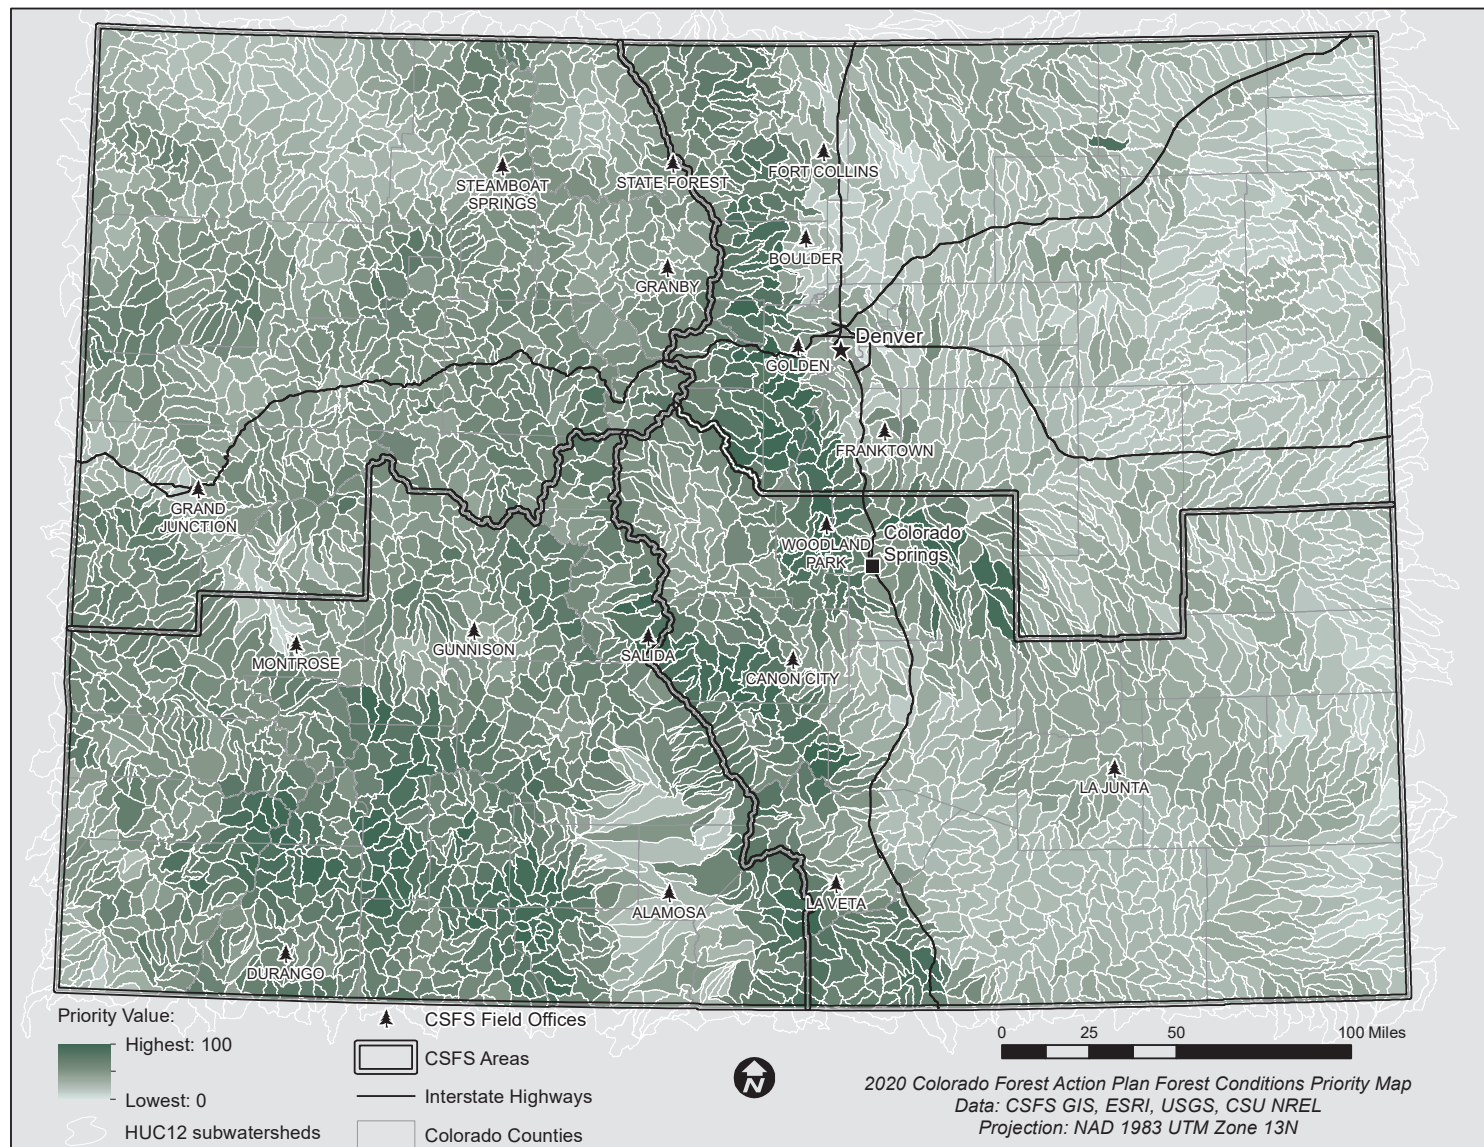 STEAMBOAT
SPRINGS
STATE FOREST
FORT COLLINS
BOULDER
GRANBY
Denver
GOLDEN
FRANKTOWN
GRAND
JUNCTION
WOODLAND
PARK
Colorado
Springs
MONTROSE
GUNNISON
SALIDA
CANON CITY
LA JUNTA
ALAMOSA
LA VETA
DURANGO
Priority Value:
Highest: 100
Lowest: 0
HUC12 subwatersheds
CSFS Field Offices
CSFS Areas
Interstate Highways
Colorado Counties
N
0 25 50 100 Miles
2020 Colorado Forest Action Plan Forest Conditions Priority Map
Data: CSFS GIS, ESRI, USGS, CSU NREL
Projection: NAD 1983 UTM Zone 13N